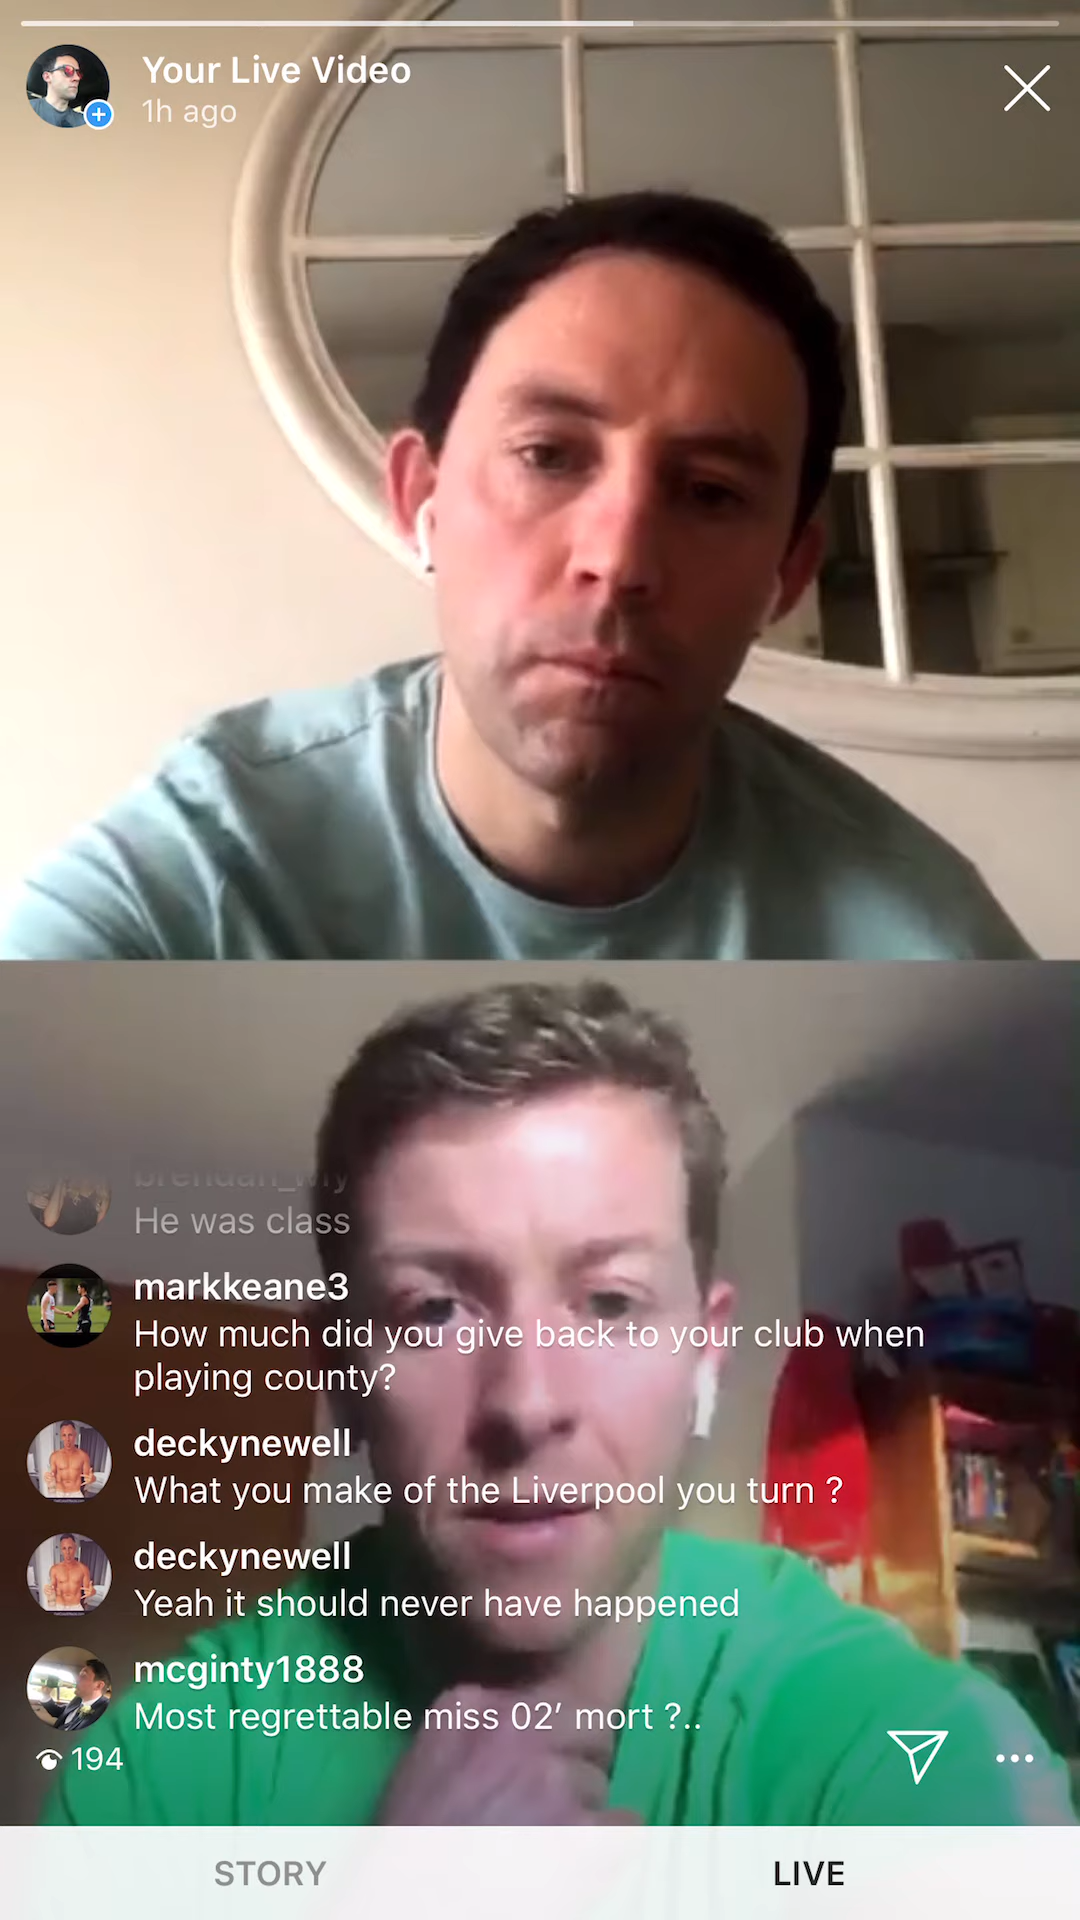 Your Live Video
1h ago
He was class
markkeane3
How much did you give back to your club when
playing county?
deckynewell
What you make of the Liverpool you turn ?
deckynewell
Yeah it should never have happened
mcginty1888
Most regrettable miss 02’ mort ?..
194
STORY
LIVE